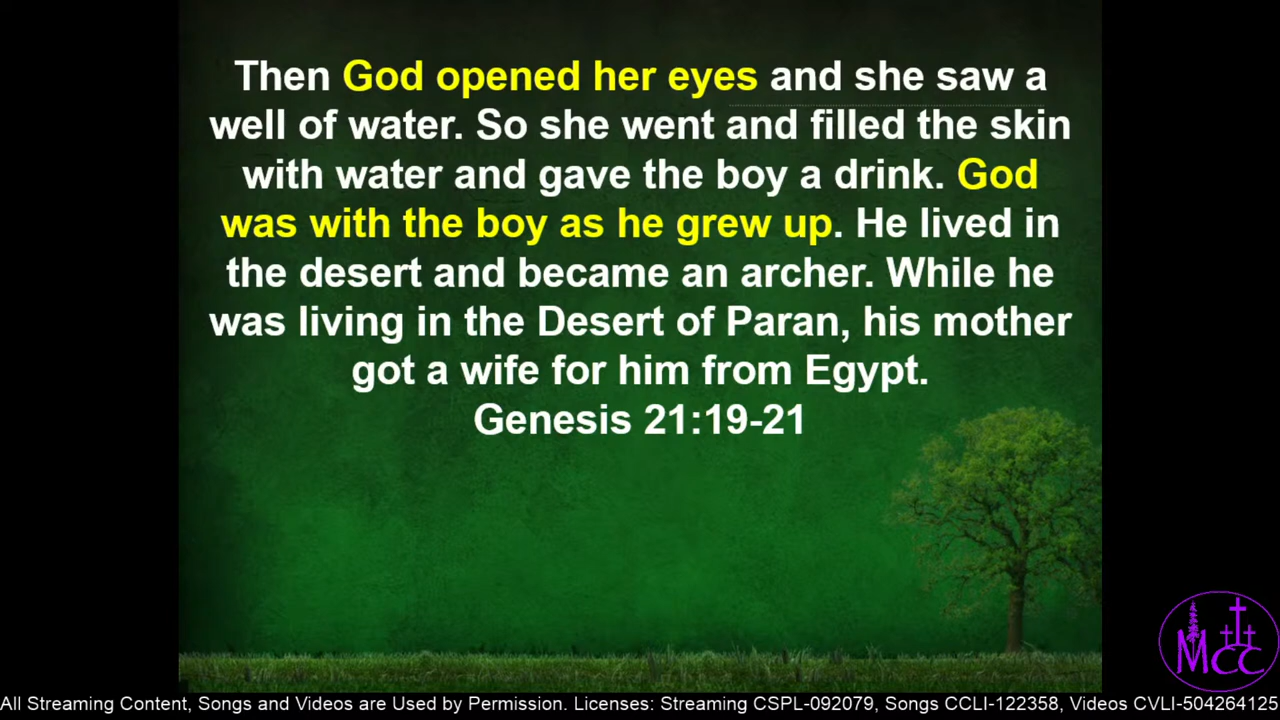 Then God opened her eyes and she saw a
well of water. So she went and filled the skin
with water and gave the boy a drink. God
was with the boy as he grew up. He lived in
the desert and became an archer. While he
was living in the Desert of Paran, his mother
got a wife for him from Egypt.
Genesis 21:19-21
MCC
All Streaming Content, Songs and Videos are Used by Permission. Licenses: Streaming CSPL-092079, Songs CCLI-122358, Videos CVLI-504264125